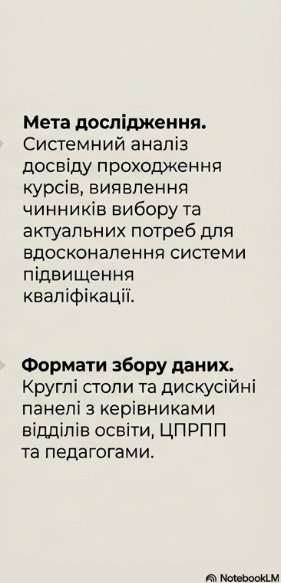 Мета дослідження.
Системний аналіз
досвіду проходження
курсів, виявлення
чинників вибору та
актуальних потреб для
вдосконалення системи
підвищення
кваліфікації.
Формати збору даних.
Круглі столи та дискусійні
панелі з керівниками
відділів освіти, ЦПРПП
та педагогами.
NotebookLM